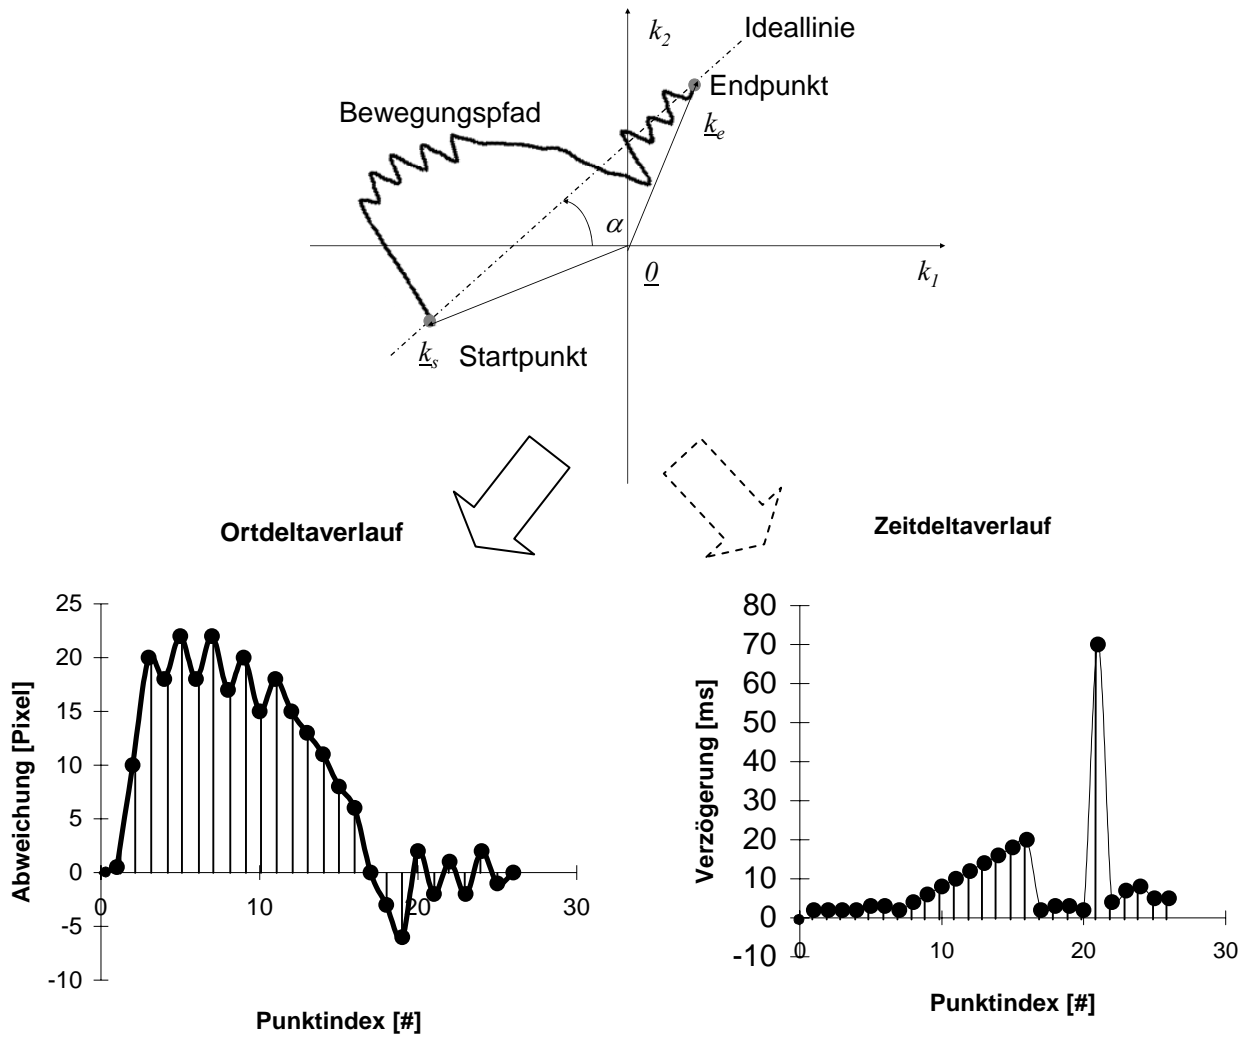 Ideallinie
k2
Endpunkt
Bewegungspfad
ke
α
0
k1
ks Startpunkt
Ortdeltaverlauf
Zeitdeltaverlauf
25
20
15
10
5
0
-5
-10
0 10 20 30
Abweichung [Pixel]
Punktindex [#]
80
70
60
50
40
30
20
10
0
-10
0 10 20 30
Verzögerung [ms]
Punktindex [#]